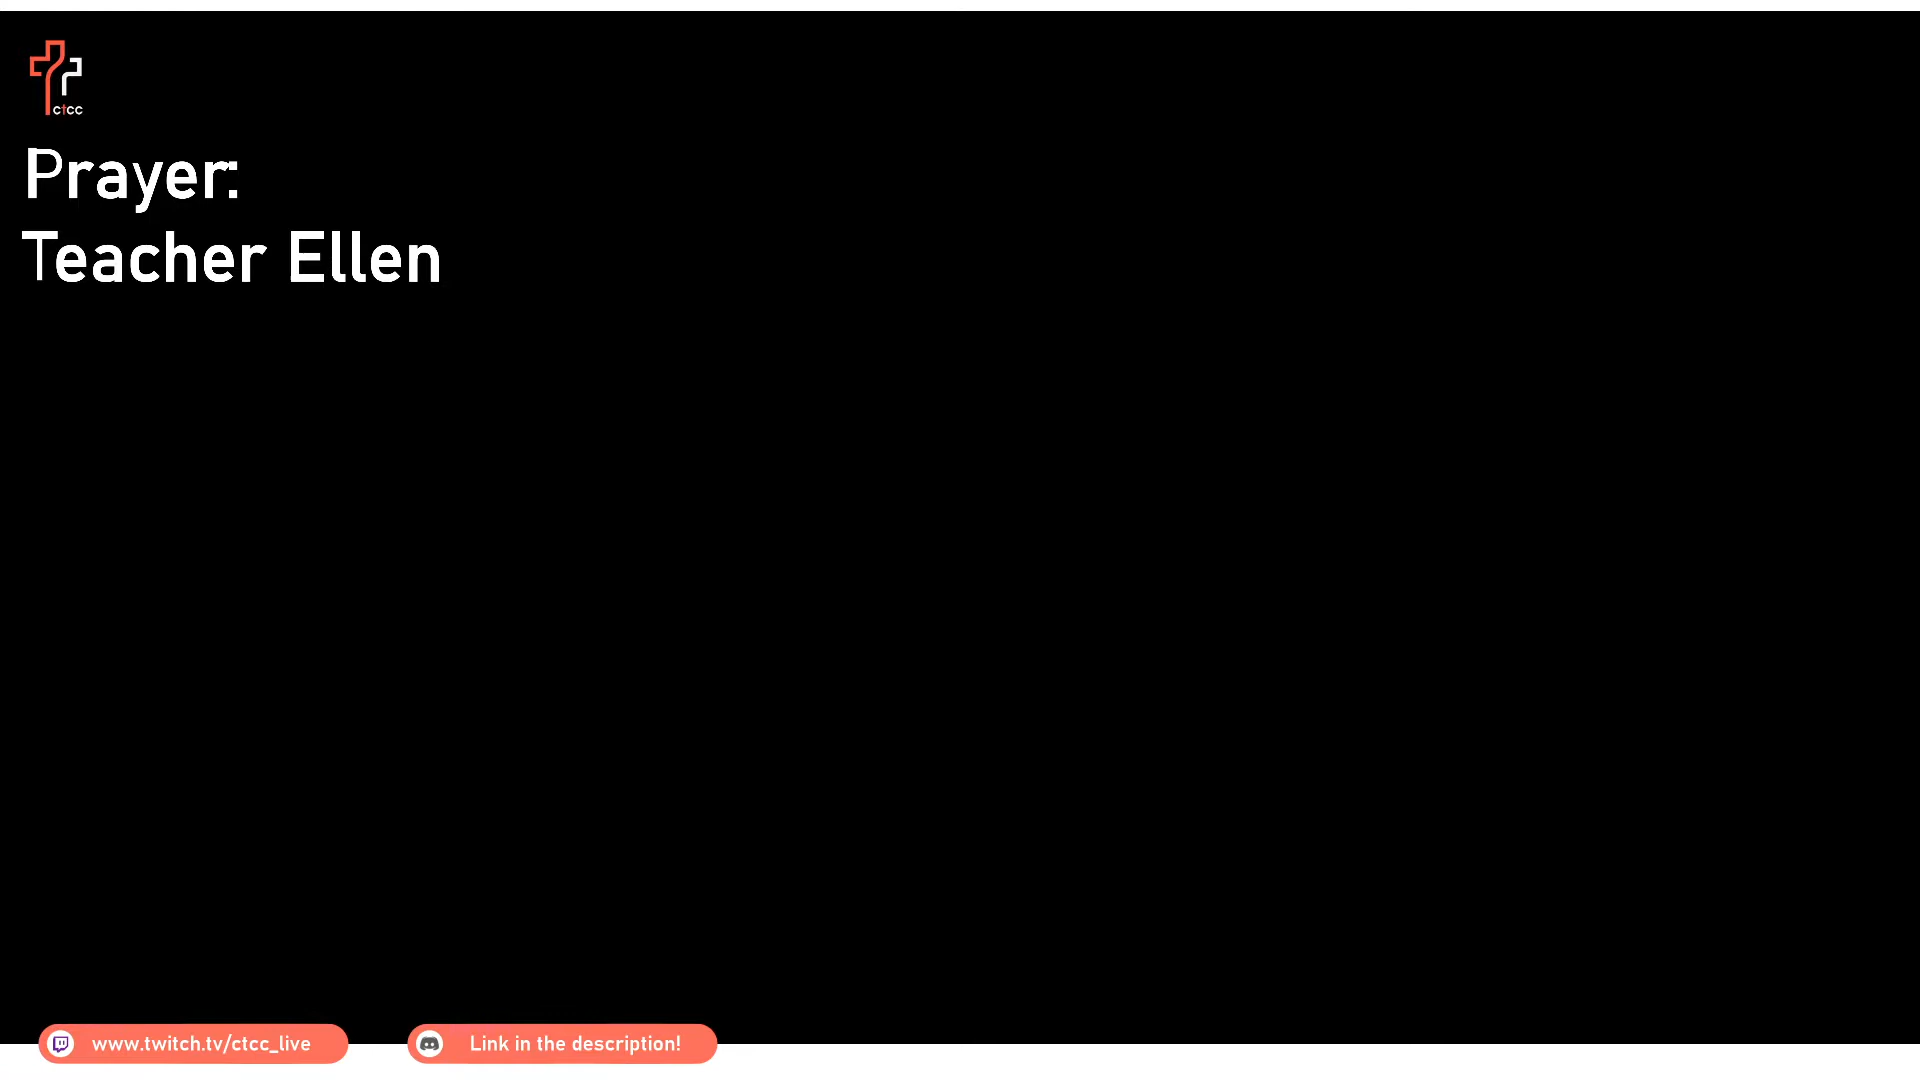 ctcc
Prayer:
Teacher Ellen
www.twitch.tv/ctcc_live
Link in the description!